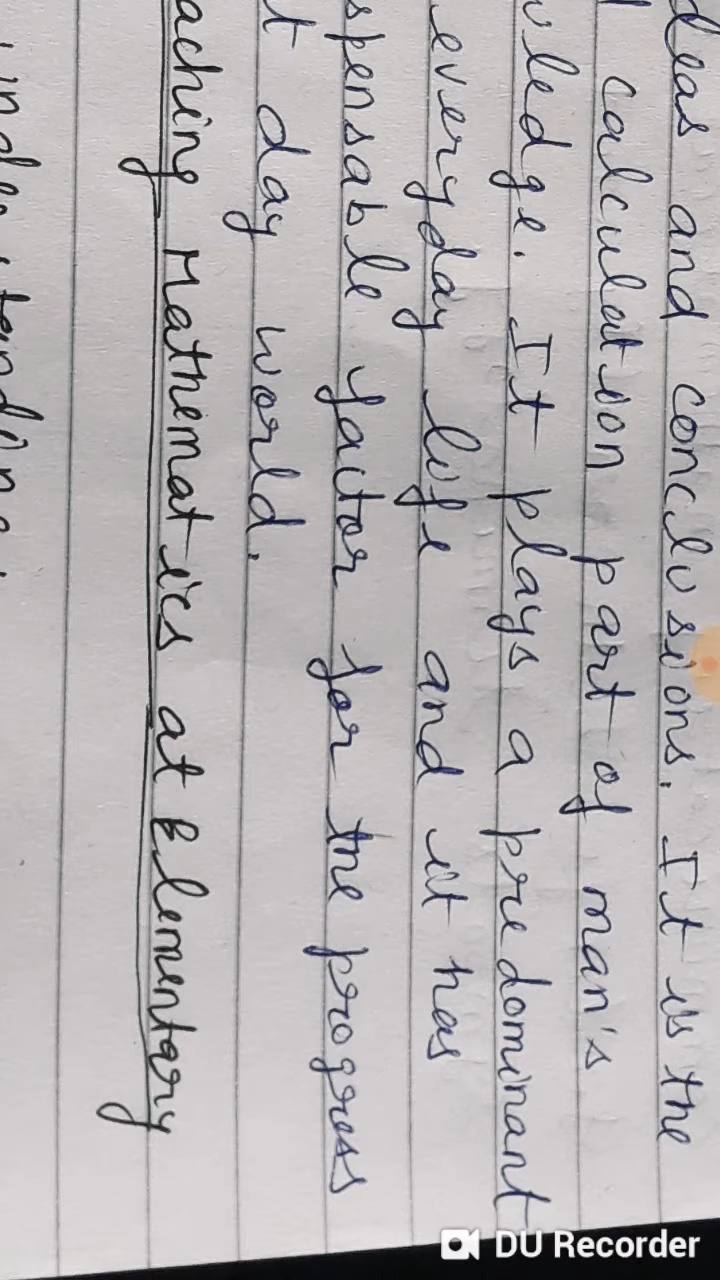 deas and conclusions. It is the
calculation part of man's
wledge. It plays a predominant
everyday life and it has
spensable factor for the progress
t day world.
aching Mathematics at Elementary
DU Recorder